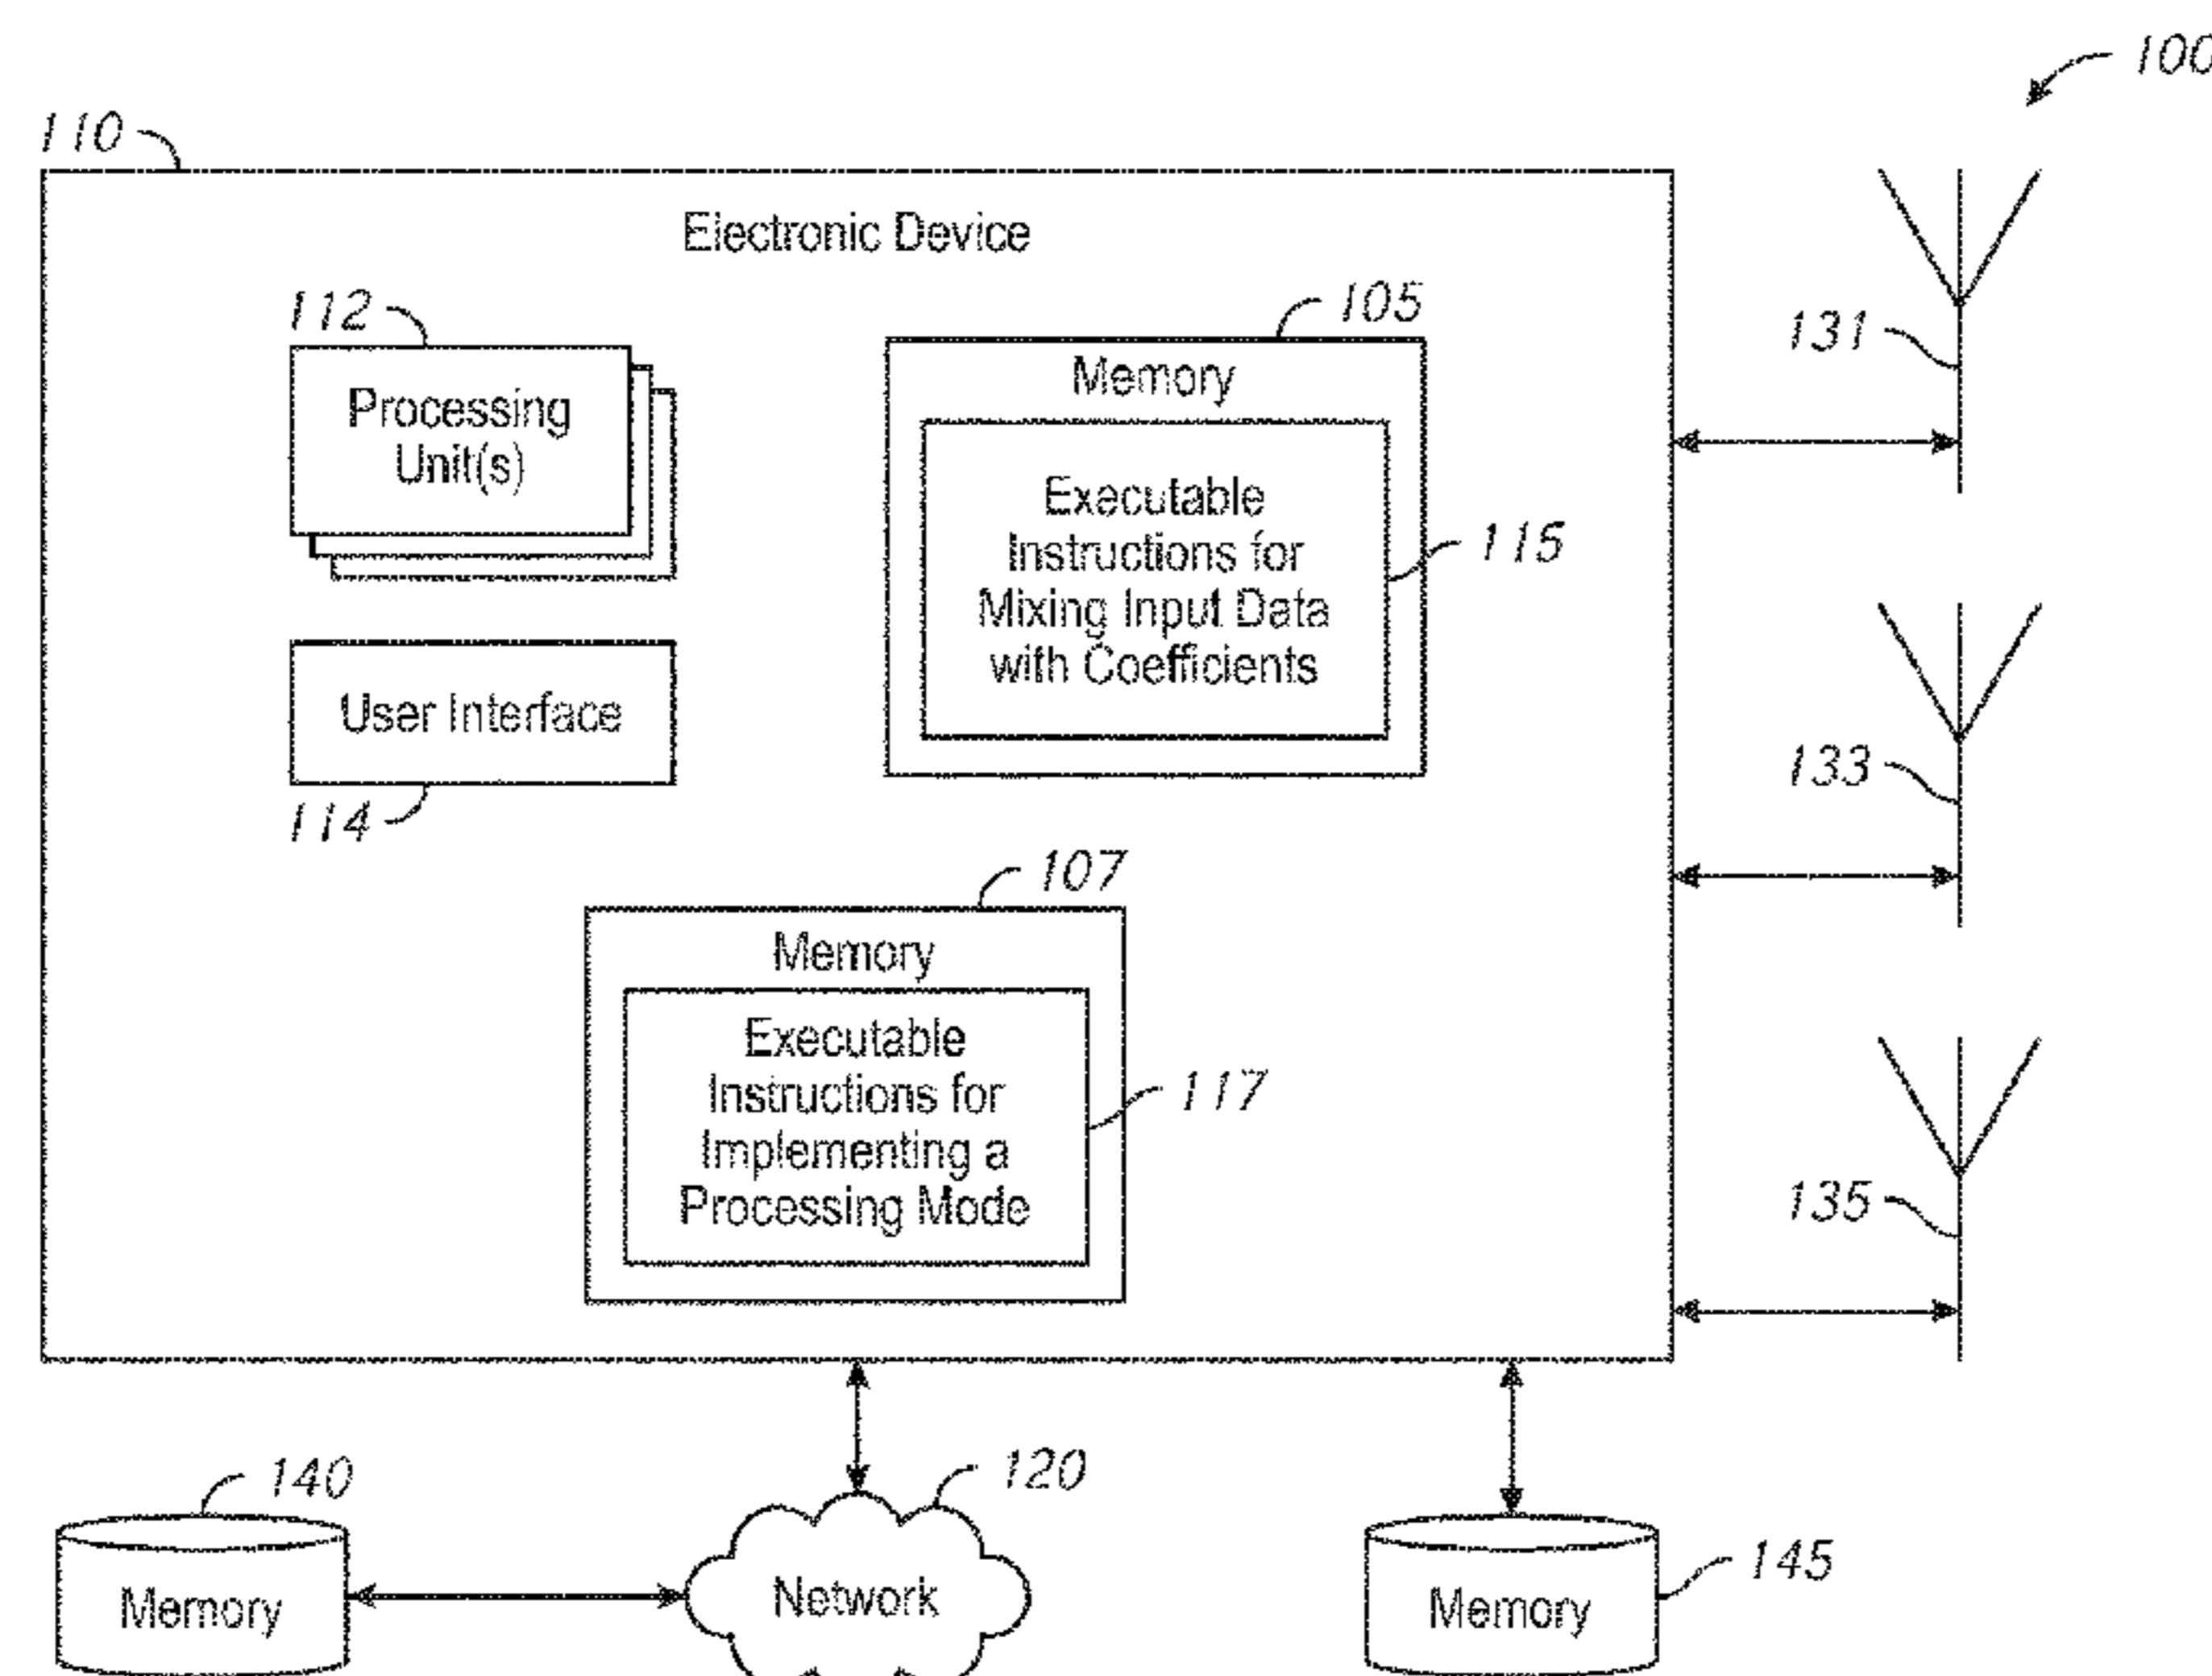 100
110
Electronic Device
112
105
Processing
Unit(s)
Memory
131
Executable
Instructions for
Mixing Input Data
with Coefficients
115
User Interface
114
133
107
Memory
Executable
Instructions for
Implementing a
Processing Mode
117
135
140
120
145
Memory
Network
Memory